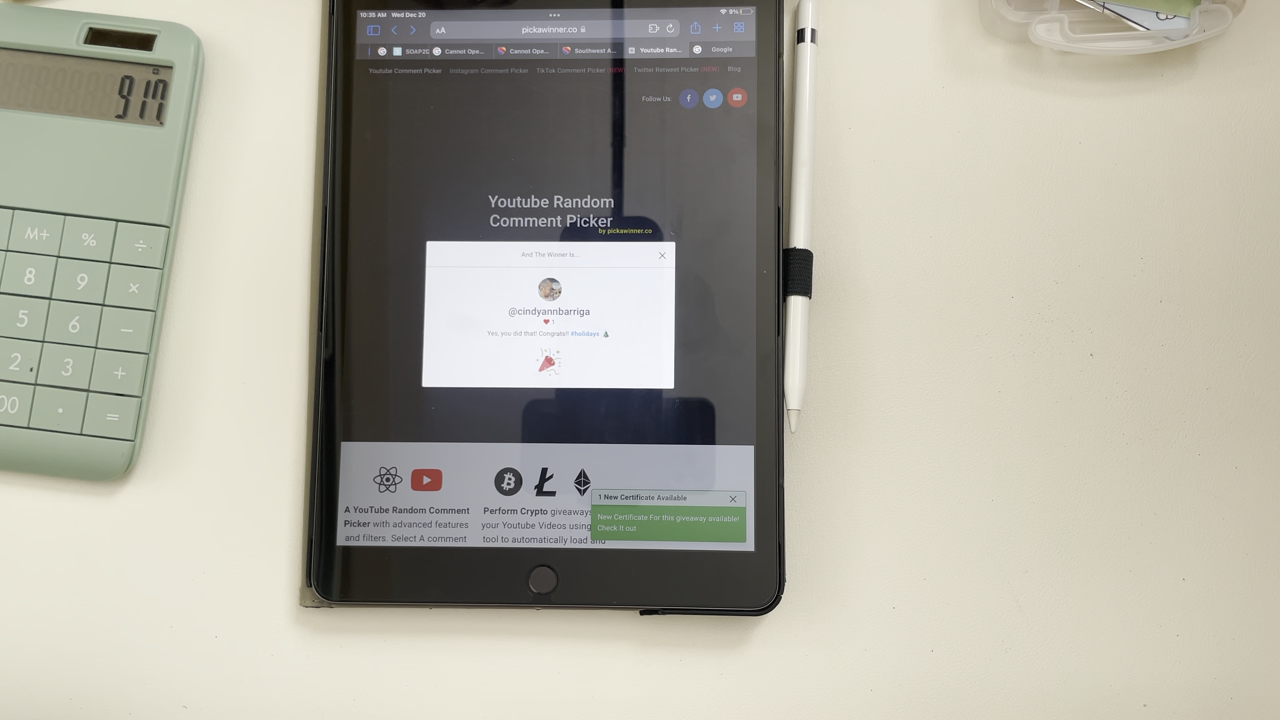 10:35 AM Wed Dec 20
9%
AA
pickawinner.co
SOAP2D
Cannot Ope...
Cannot Ope...
Southwest A...
Youtube Ran...
Google
Youtube Comment Picker
Instagram Comment Picker
TikTok Comment Picker (NEW)
Twitter Retweet Picker (NEW)
Blog
Follow Us:
Youtube Random
Comment Picker
by pickawinner.co
And The Winner Is...
@cindyannbarriga
1
Yes, you did that! Congrats!! #holidays
A YouTube Random Comment
Picker with advanced features
and filters. Select A comment
Perform Crypto giveaways
your Youtube Videos using
tool to automatically load and
1 New Certificate Available
New Certificate For this giveaway available!
Check It out
M+ % ÷
8 9 ×
5 6 −
2 3 +
00 . =